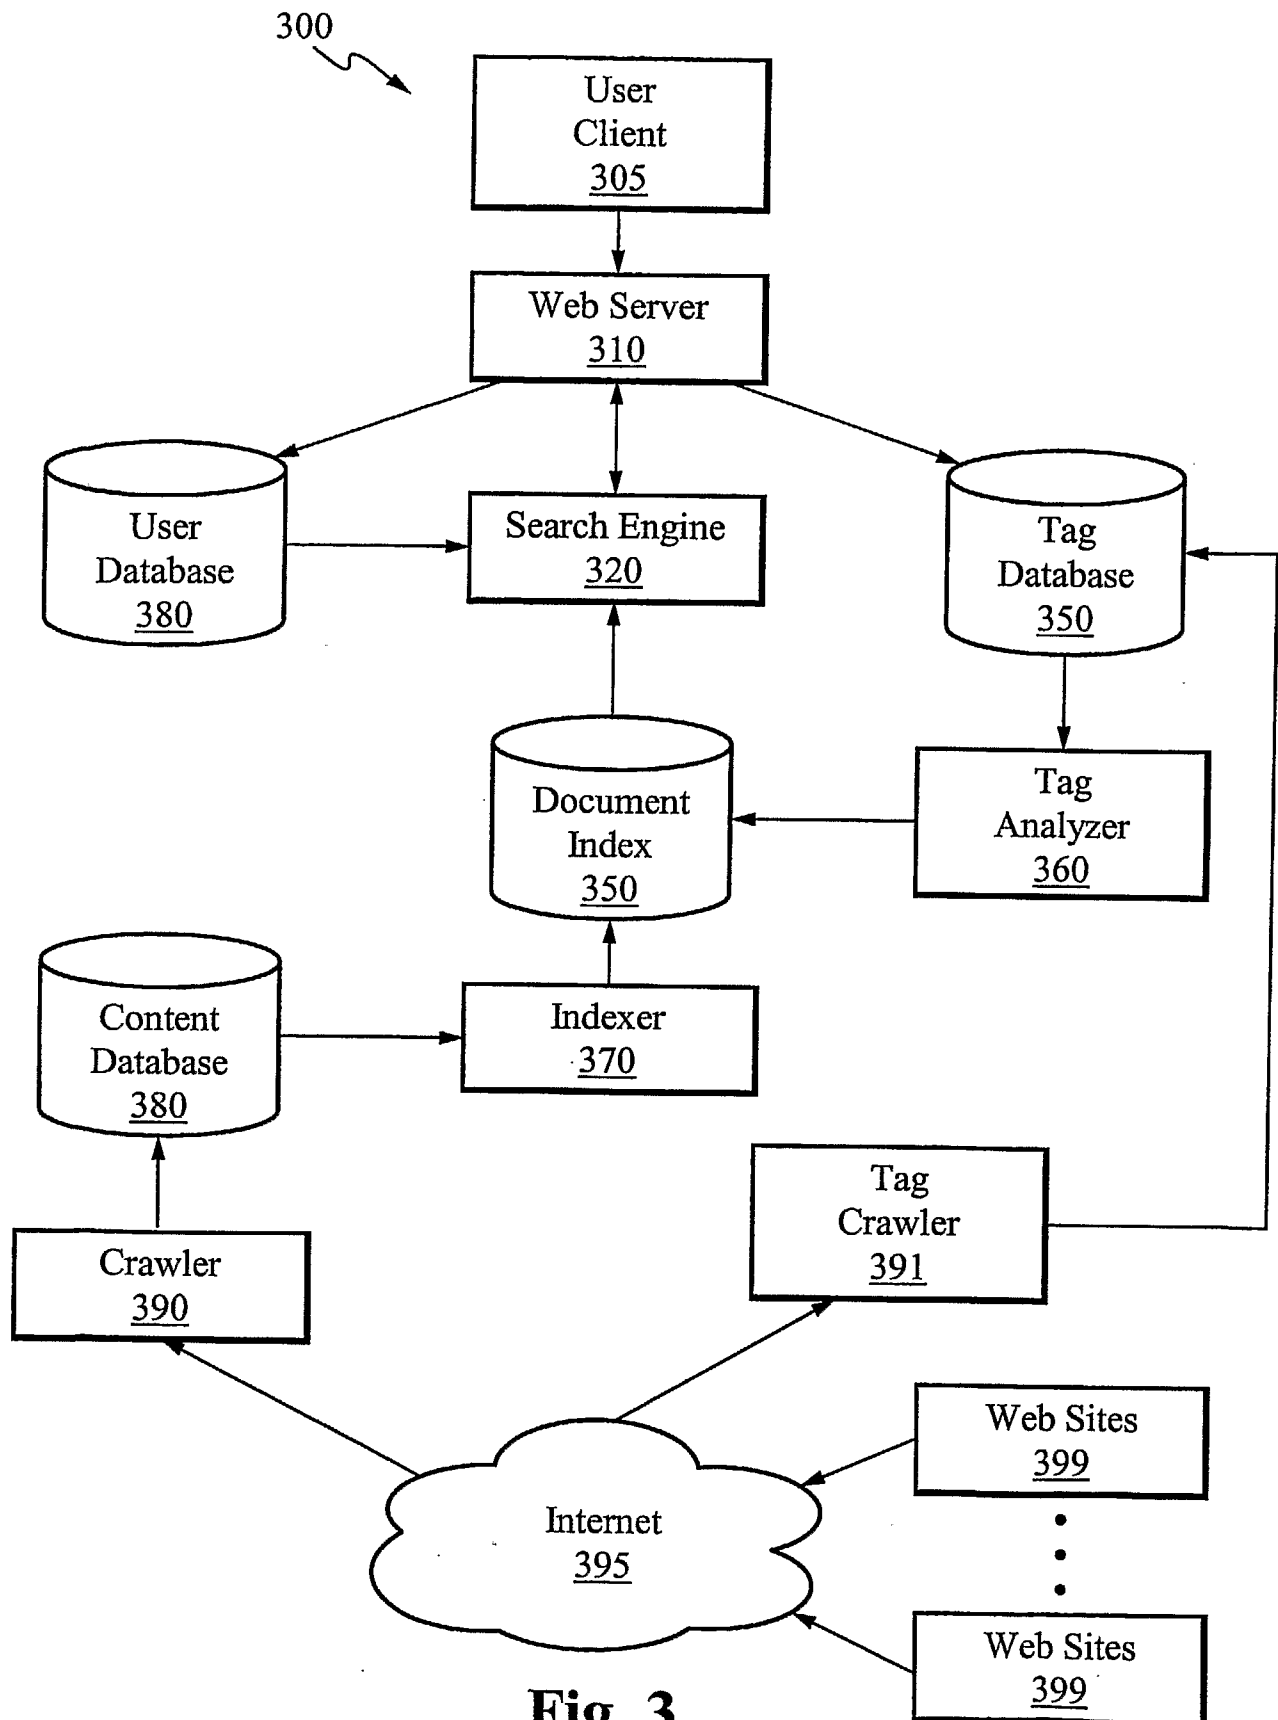 300
User
Client
305
Web Server
310
User
Database
380
Search Engine
320
Tag
Database
350
Document
Index
350
Tag
Analyzer
360
Content
Database
380
Indexer
370
Tag
Crawler
391
Crawler
390
Web Sites
399
Internet
395
Web Sites
399
Fig. 3